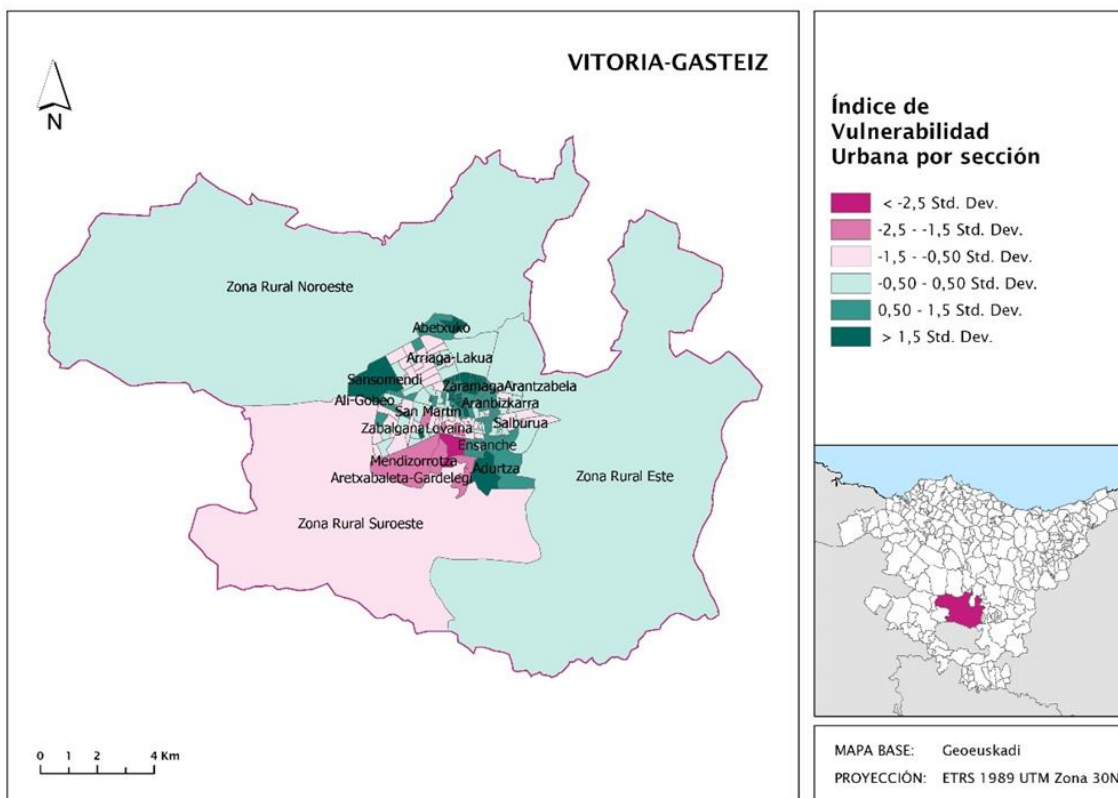 VITORIA-GASTEIZ
N
Zona Rural Noroeste
Abetxuko
Arriaga-Lakua
Sansomendi
Zaramaga
Arantzabela
Ali-Gobeo
Aranbizkarra
San Martin
Zabalgana
Lovaina
Salburua
Ensanche
Mendizorrotza
Adurtza
Aretxabaleta-Gardelegi
Zona Rural Este
Zona Rural Suroeste
0 1 2 4 Km
Índice de
Vulnerabilidad
Urbana por sección
< -2,5 Std. Dev.
-2,5 - -1,5 Std. Dev.
-1,5 - -0,50 Std. Dev.
-0,50 - 0,50 Std. Dev.
0,50 - 1,5 Std. Dev.
> 1,5 Std. Dev.
MAPA BASE: Geoeuskadi
PROYECCIÓN: ETRS 1989 UTM Zona 30N